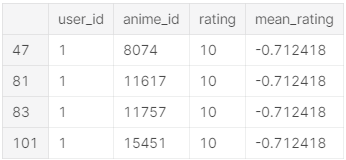 user_id anime_id rating mean_rating
47 1 8074 10 -0.712418
81 1 11617 10 -0.712418
83 1 11757 10 -0.712418
101 1 15451 10 -0.712418